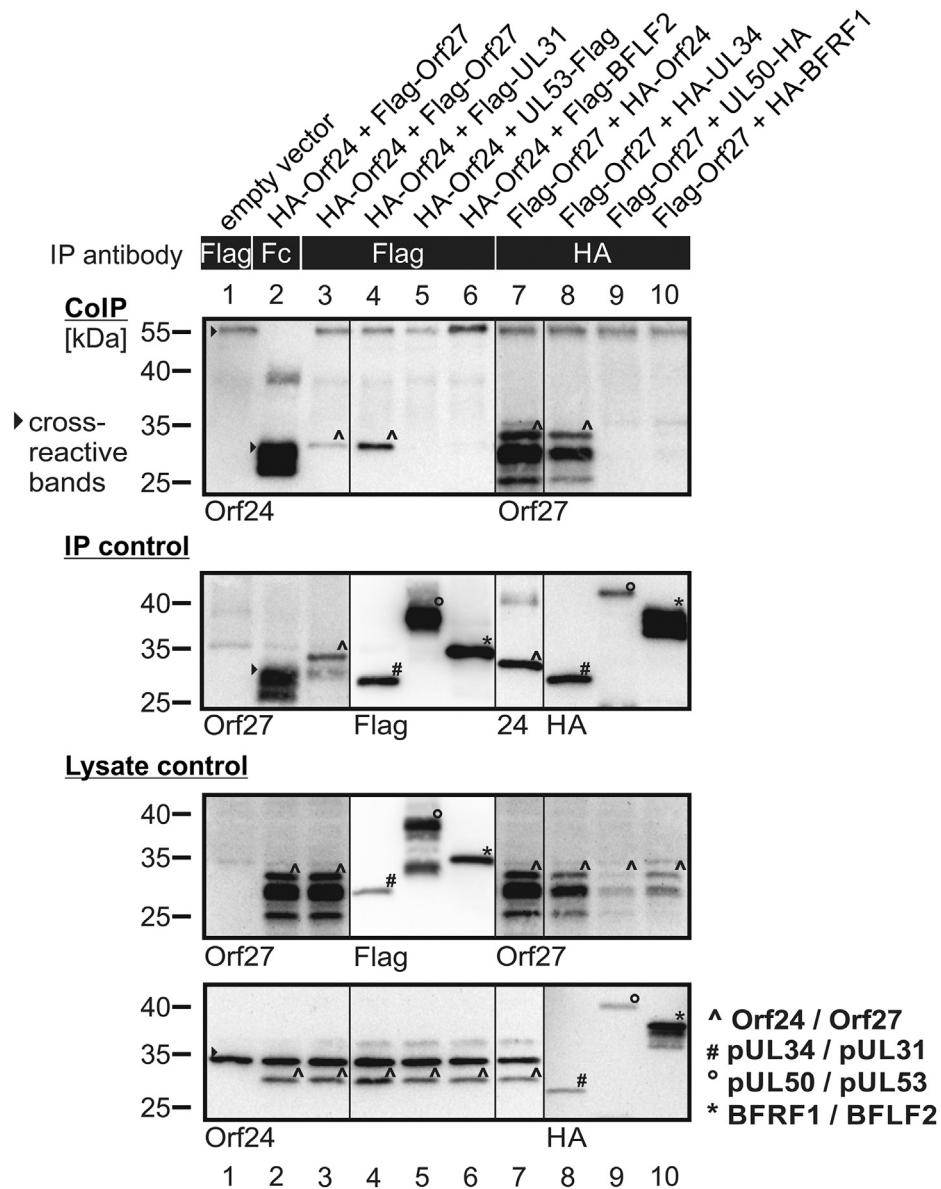 empty vector
HA-Orf24 + Flag-Orf27
HA-Orf24 + Flag-Orf27
HA-Orf24 + Flag-UL31
HA-Orf24 + UL53-Flag
HA-Orf24 + Flag-BFLF2
Flag-Orf27 + HA-Orf24
Flag-Orf27 + HA-UL34
Flag-Orf27 + UL50-HA
Flag-Orf27 + HA-BFRF1
IP antibody Flag Fc Flag HA
1 2 3 4 5 6 7 8 9 10
CoIP
[kDa] 55
40
35
cross-
reactive
bands 25
^ ^ ^ ^
Orf24 Orf27
IP control
40
35
25
^ # ° * ^ # ° *
Orf27 Flag 24 HA
Lysate control
40
35
25
^ ^ # ° * ^ ^ ^ ^
Orf27 Flag Orf27
40
35
25
^ ^ ^ ^ ^ ^ # ° *
Orf24 HA
^ Orf24 / Orf27
# pUL34 / pUL31
° pUL50 / pUL53
* BFRF1 / BFLF2
1 2 3 4 5 6 7 8 9 10